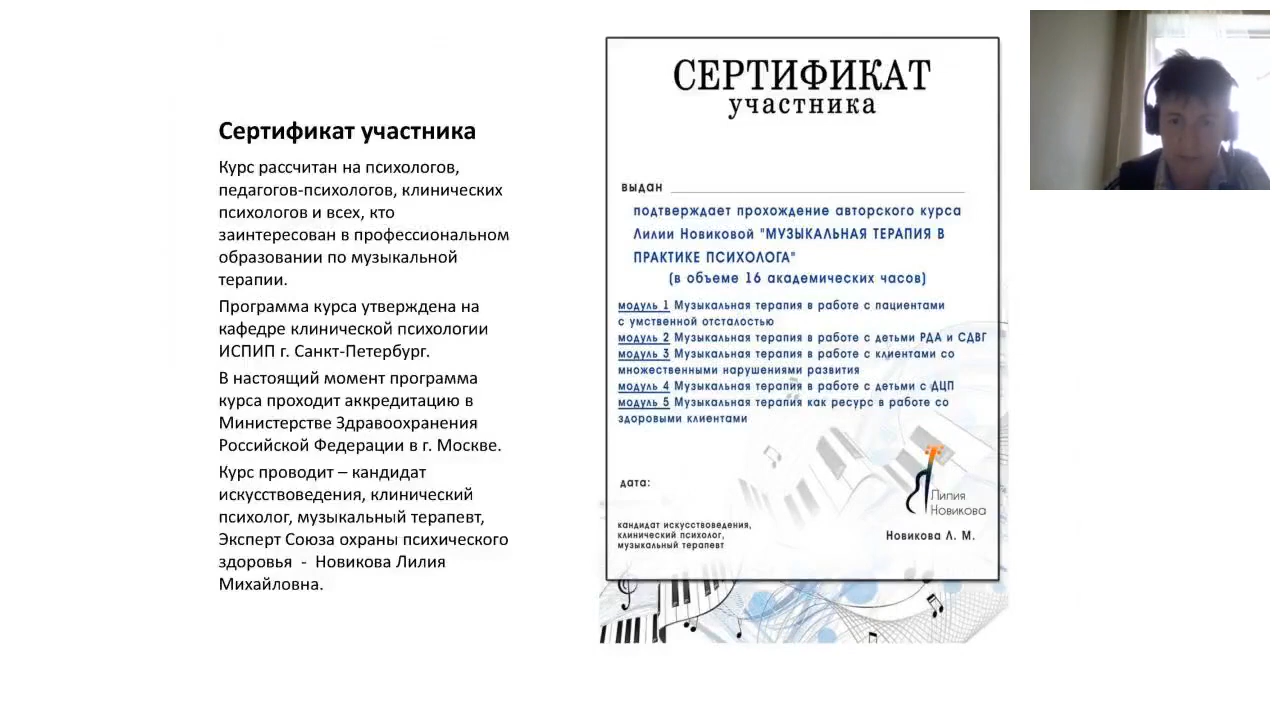 Сертификат участника
Курс рассчитан на психологов,
педагогов-психологов, клинических
психологов и всех, кто
заинтересован в профессиональном
образовании по музыкальной
терапии.
Программа курса утверждена на
кафедре клинической психологии
ИСПИП г. Санкт-Петербург.
В настоящий момент программа
курса проходит аккредитацию в
Министерстве Здравоохранения
Российской Федерации в г. Москве.
Курс проводит – кандидат
искусствоведения, клинический
психолог, музыкальный терапевт,
Эксперт Союза охраны психического
здоровья - Новикова Лилия
Михайловна.
СЕРТИФИКАТ
участника
выдан
подтверждает прохождение авторского курса
Лилии Новиковой "МУЗЫКАЛЬНАЯ ТЕРАПИЯ В
ПРАКТИКЕ ПСИХОЛОГА"
(в объеме 16 академических часов)
модуль 1 Музыкальная терапия в работе с пациентами
с умственной отсталостью
модуль 2 Музыкальная терапия в работе с детьми РДА и СДВГ
модуль 3 Музыкальная терапия в работе с клиентами со
множественными нарушениями развития
модуль 4 Музыкальная терапия в работе с детьми с ДЦП
модуль 5 Музыкальная терапия как ресурс в работе со
здоровыми клиентами
дата:
Лилия
Новикова
кандидат искусствоведения,
клинический психолог,
музыкальный терапевт
Новикова Л. М.